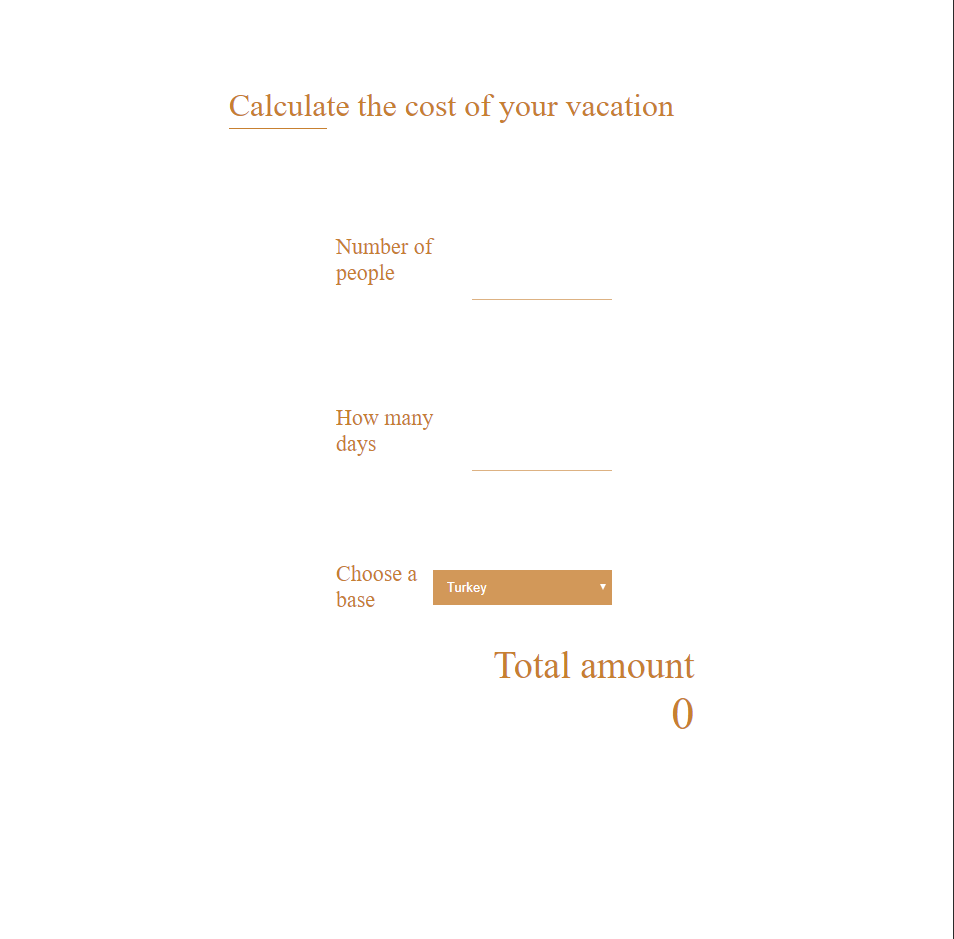 Calculate the cost of your vacation
Number of
people
How many
days
Choose a
base
Turkey
Total amount
0